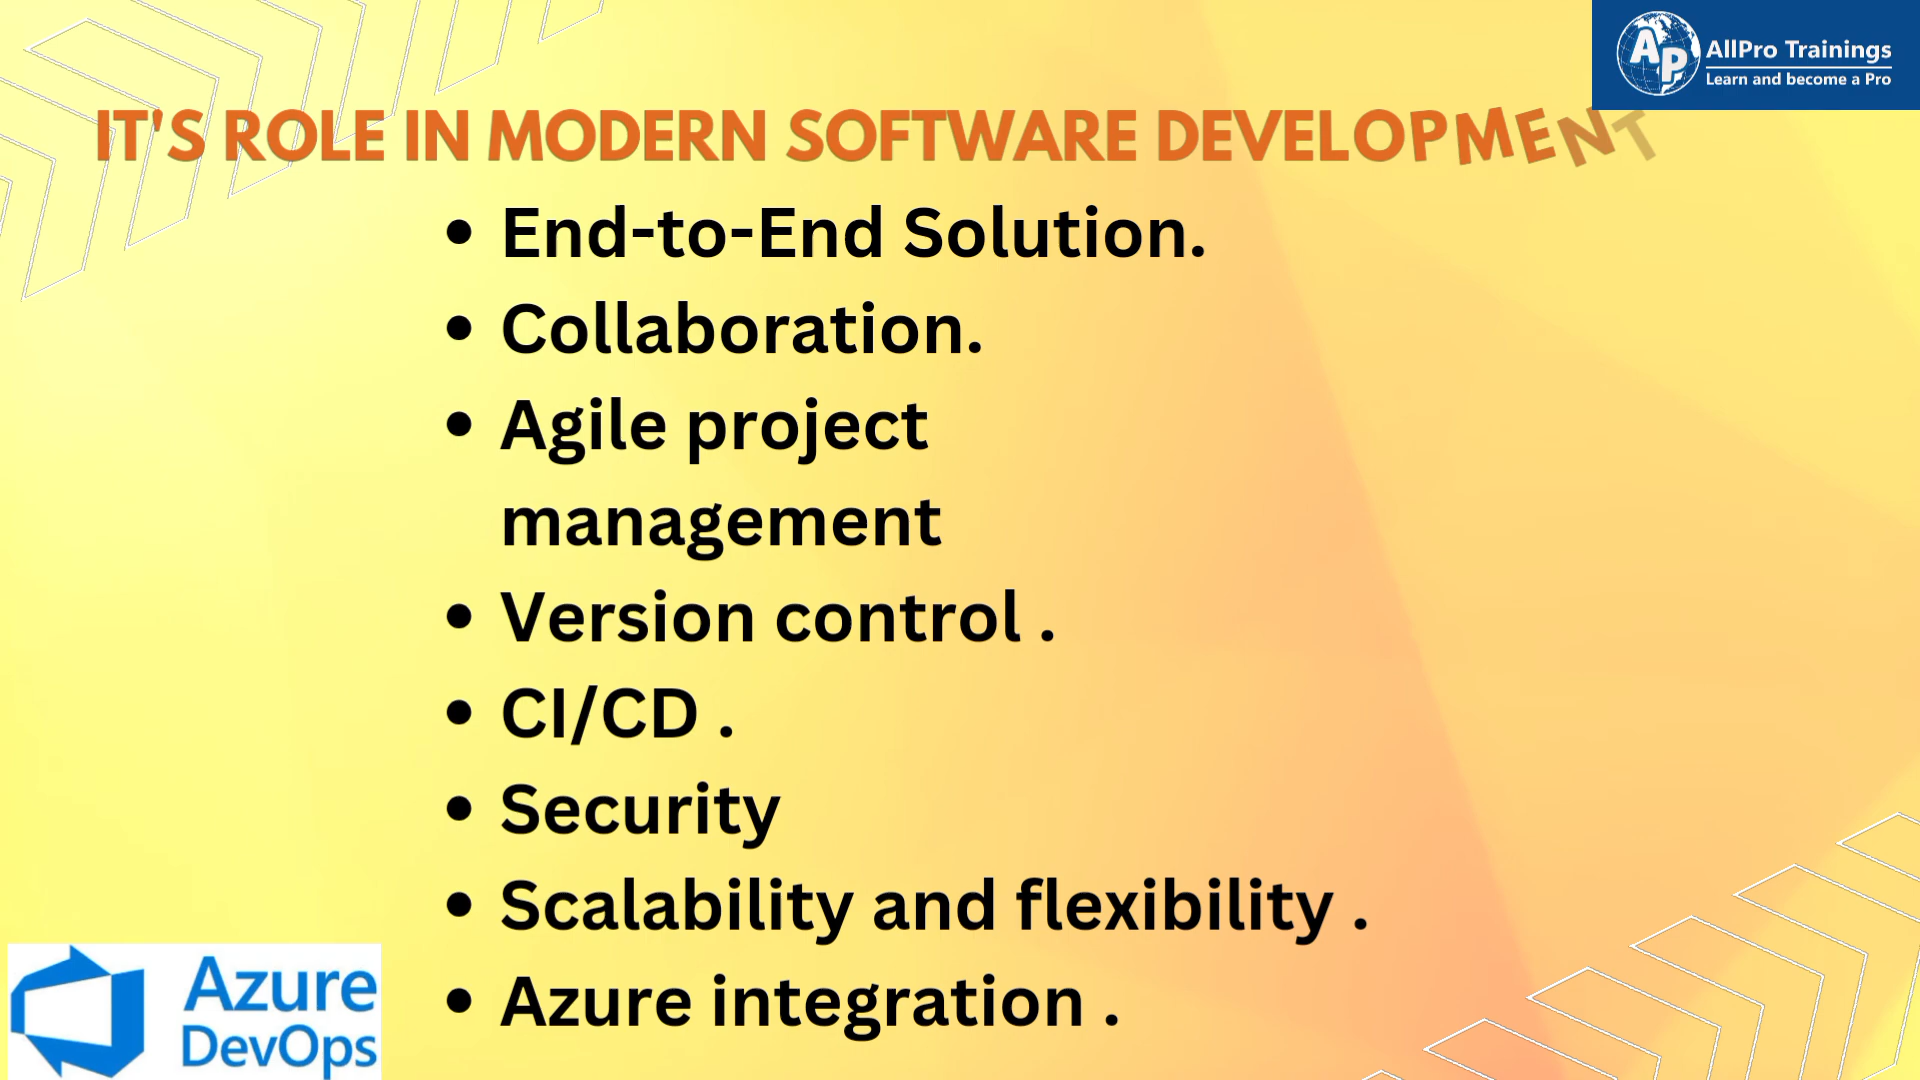 AP
AllPro Trainings
Learn and become a Pro
IT'S ROLE IN MODERN SOFTWARE DEVELOPMENT
• End-to-End Solution.
• Collaboration.
• Agile project
management
• Version control .
• CI/CD .
• Security
• Scalability and flexibility .
• Azure integration .
Azure
DevOps